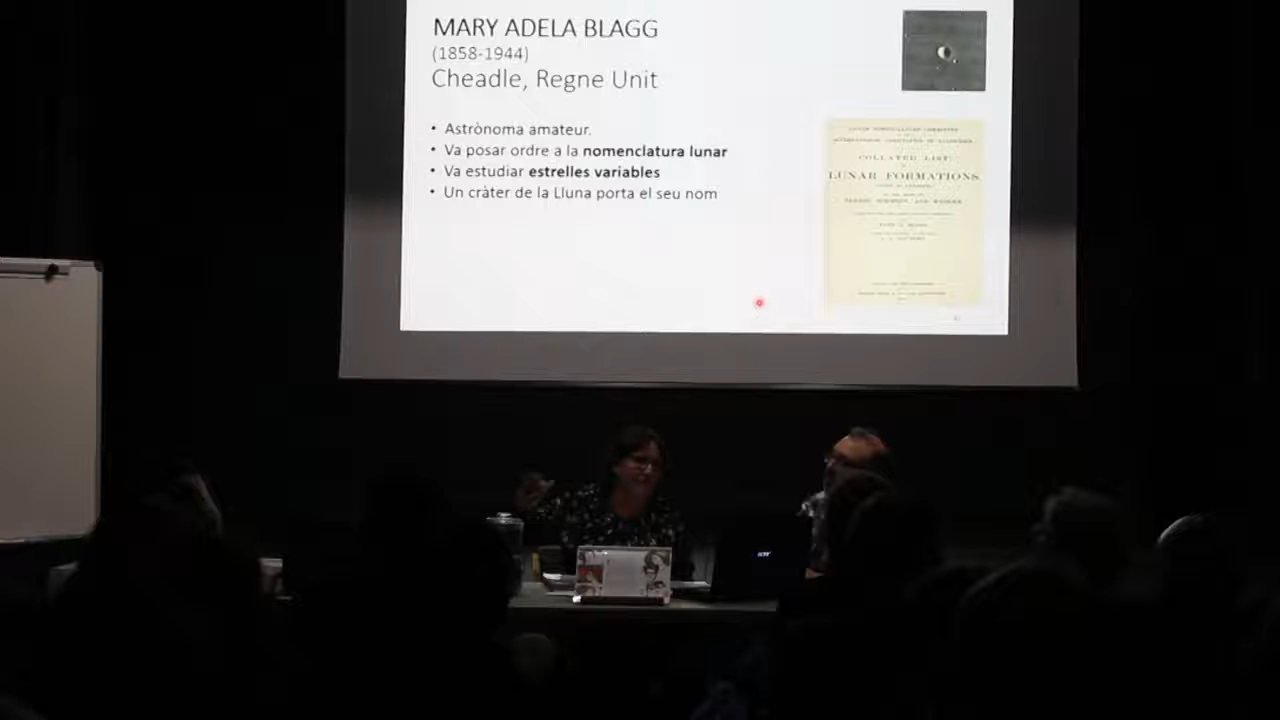 MARY ADELA BLAGG
(1858-1944)
Cheadle, Regne Unit
• Astrònoma amateur.
• Va posar ordre a la nomenclatura lunar
• Va estudiar estrelles variables
• Un cràter de la Lluna porta el seu nom
COLLATED LIST
LUNAR FORMATIONS
acer